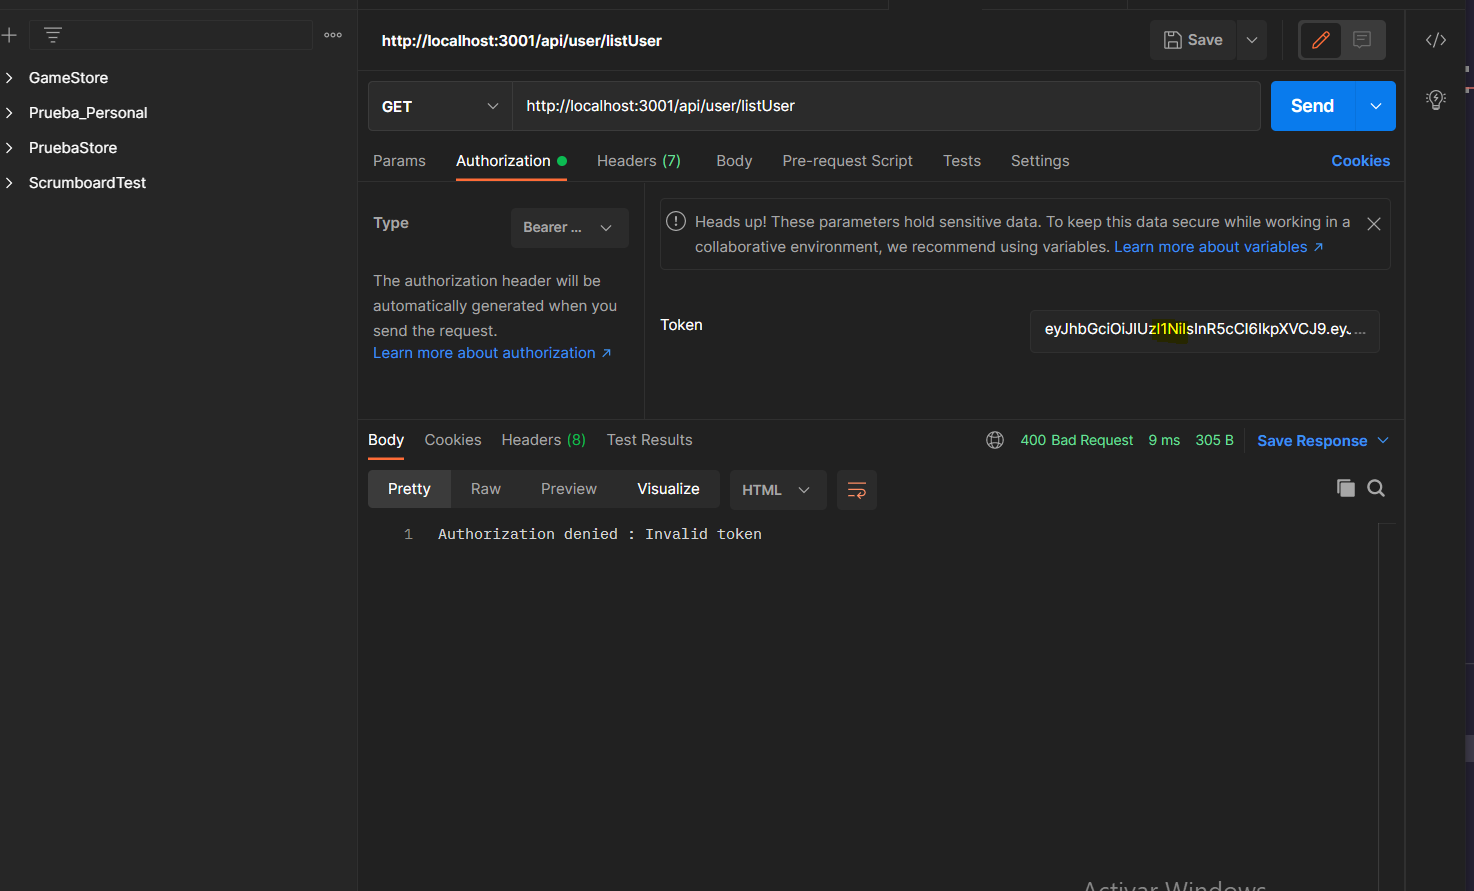 http://localhost:3001/api/user/listUser
Save
GameStore
Prueba_Personal
PruebaStore
ScrumboardTest
GET
http://localhost:3001/api/user/listUser
Send
Params
Authorization
Headers (7)
Body
Pre-request Script
Tests
Settings
Cookies
Type
Bearer ...
The authorization header will be
automatically generated when you
send the request.
Learn more about authorization ↗
Heads up! These parameters hold sensitive data. To keep this data secure while working in a
collaborative environment, we recommend using variables. Learn more about variables ↗
Token
eyJhbGciOiJIUzI1NiIsInR5cCI6IkpXVCJ9.eyJ...
Body
Cookies
Headers (8)
Test Results
400 Bad Request
9 ms
305 B
Save Response
Pretty
Raw
Preview
Visualize
HTML
1 Authorization denied : Invalid token
Activar Windows